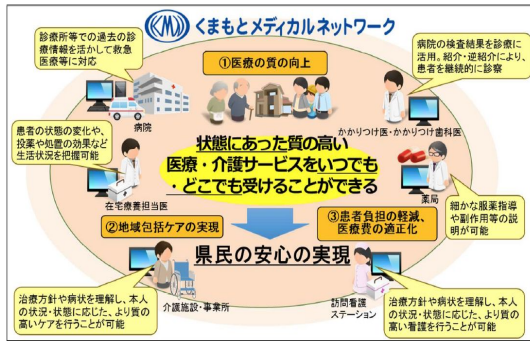 くまもとメディカルネットワーク
診療所等での過去の診
療情報を活かして救急
医療等に対応
①医療の質の向上
病院の検査結果を診療に
活用。紹介・逆紹介により、
患者を継続的に診察
病院
かかりつけ医・かかりつけ歯科医
患者の状態の変化や、
投薬や処置の効果など
生活状況を把握可能
状態にあった質の高い
医療・介護サービスをいつでも
・どこでも受けることができる
在宅療養担当医
薬局
細かな服薬指導
や副作用等の説
明が可能
②地域包括ケアの実現
③患者負担の軽減、
医療費の適正化
県民の安心の実現
介護施設・事業所
訪問看護
ステーション
治療方針や病状を理解し、本人
の状況・状態に応じた、より質
の高いケアを行うことが可能
治療方針や病状を理解し、本人
の状況・状態に応じた、より質の
高い看護を行うことが可能